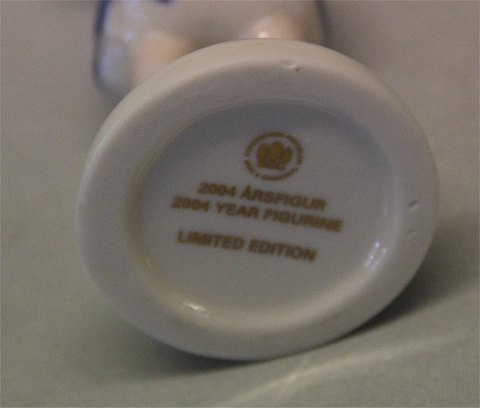 2004 ÅRSFIGUR
2004 YEAR FIGURINE
LIMITED EDITION